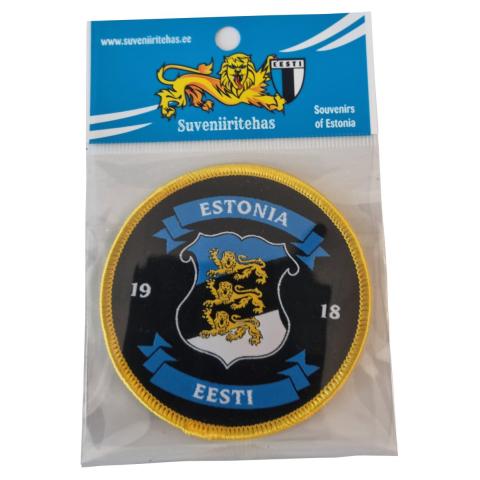 www.suveniiritehas.ee
EESTI
Suveniiritehas
Souvenirs
of Estonia
ESTONIA
19 18
EESTI